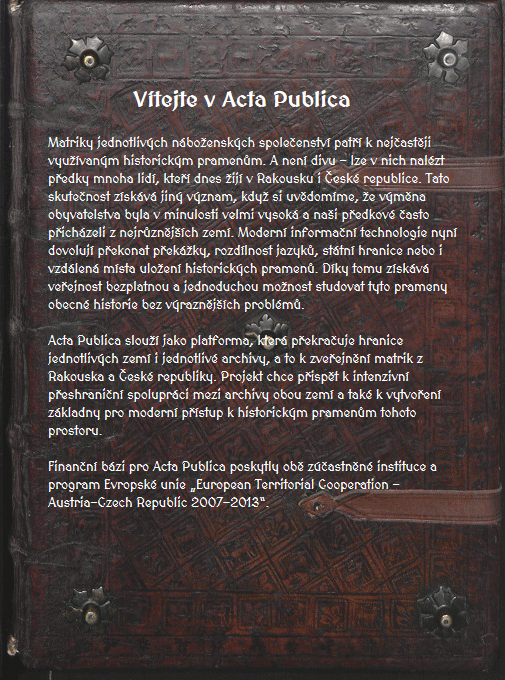 Vítejte v Acta Publica
Matriky jednotlivých náboženských společenství patří k nejčastěji
využívaným historickým pramenům. A není divu – lze v nich nalézt
předky mnoha lidí, kteří dnes žijí v Rakousku i České republice. Tato
skutečnost získává jiný význam, když si uvědomíme, že výměna
obyvatelstva byla v minulosti velmi vysoká a naši předkové často
přicházeli z nejrůznějších zemí. Moderní informační technologie nyní
dovolují překonat překážky, rozdílnost jazyků, státní hranice nebo i
vzdálená místa uložení historických pramenů. Díky tomu získává
veřejnost bezplatnou a jednoduchou možnost studovat tyto prameny
obecné historie bez výraznějších problémů.
Acta Publica slouží jako platforma, která překračuje hranice
jednotlivých zemí i jednotlivé archivy, a to k zveřejnění matrik z
Rakouska a České republiky. Projekt chce přispět k intenzivní
přeshraniční spolupráci mezi archivy obou zemí a také k vytvoření
základny pro moderní přístup k historickým pramenům tohoto
prostoru.
Finanční bázi pro Acta Publica poskytly obě zúčastněné instituce a
program Evropské unie „European Territorial Cooperation –
Austria-Czech Republic 2007-2013“.